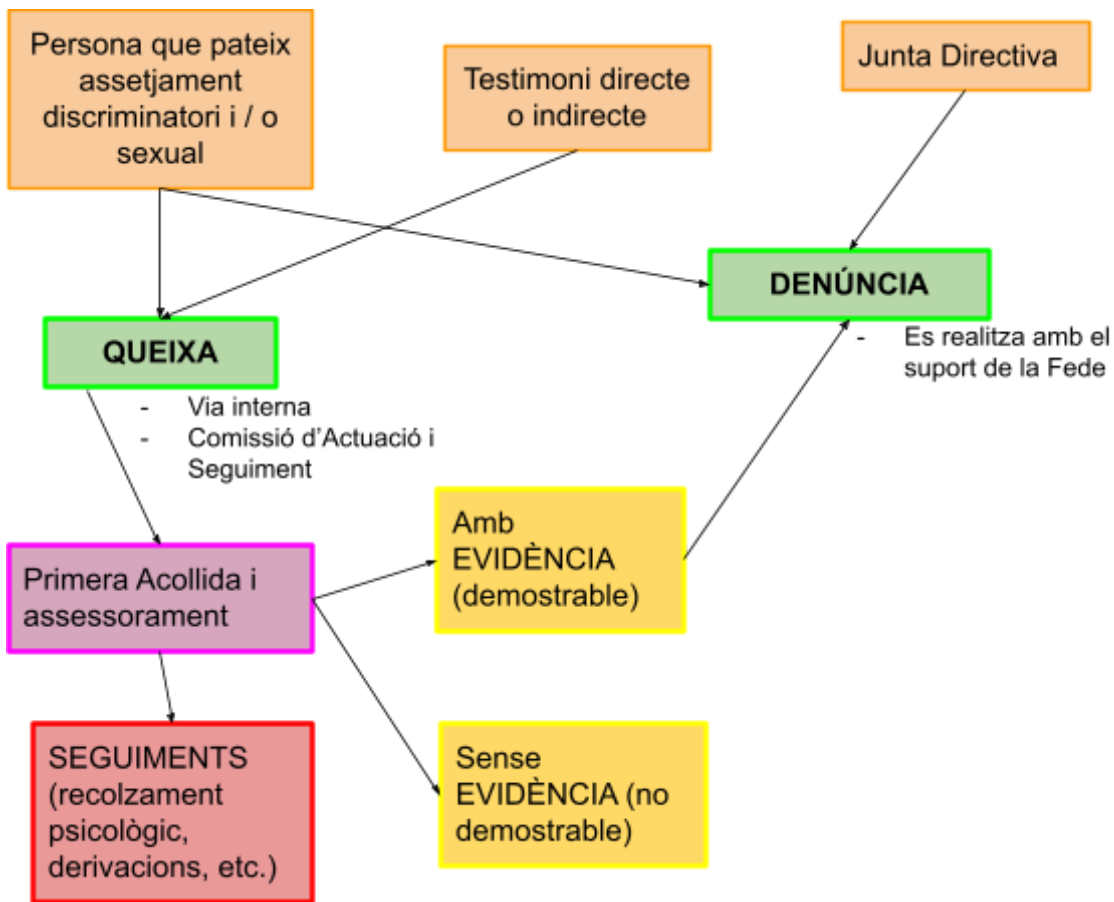 Persona que pateix
assetjament
discriminatori i / o
sexual
Testimoni directe
o indirecte
Junta Directiva
DENÚNCIA
- Es realitza amb el
suport de la Fede
QUEIXA
- Via interna
- Comissió d'Actuació i
Seguiment
Primera Acollida i
assessorament
Amb
EVIDÈNCIA
(demostrable)
SEGUIMENTS
(recolzament
psicològic,
derivacions, etc.)
Sense
EVIDÈNCIA (no
demostrable)